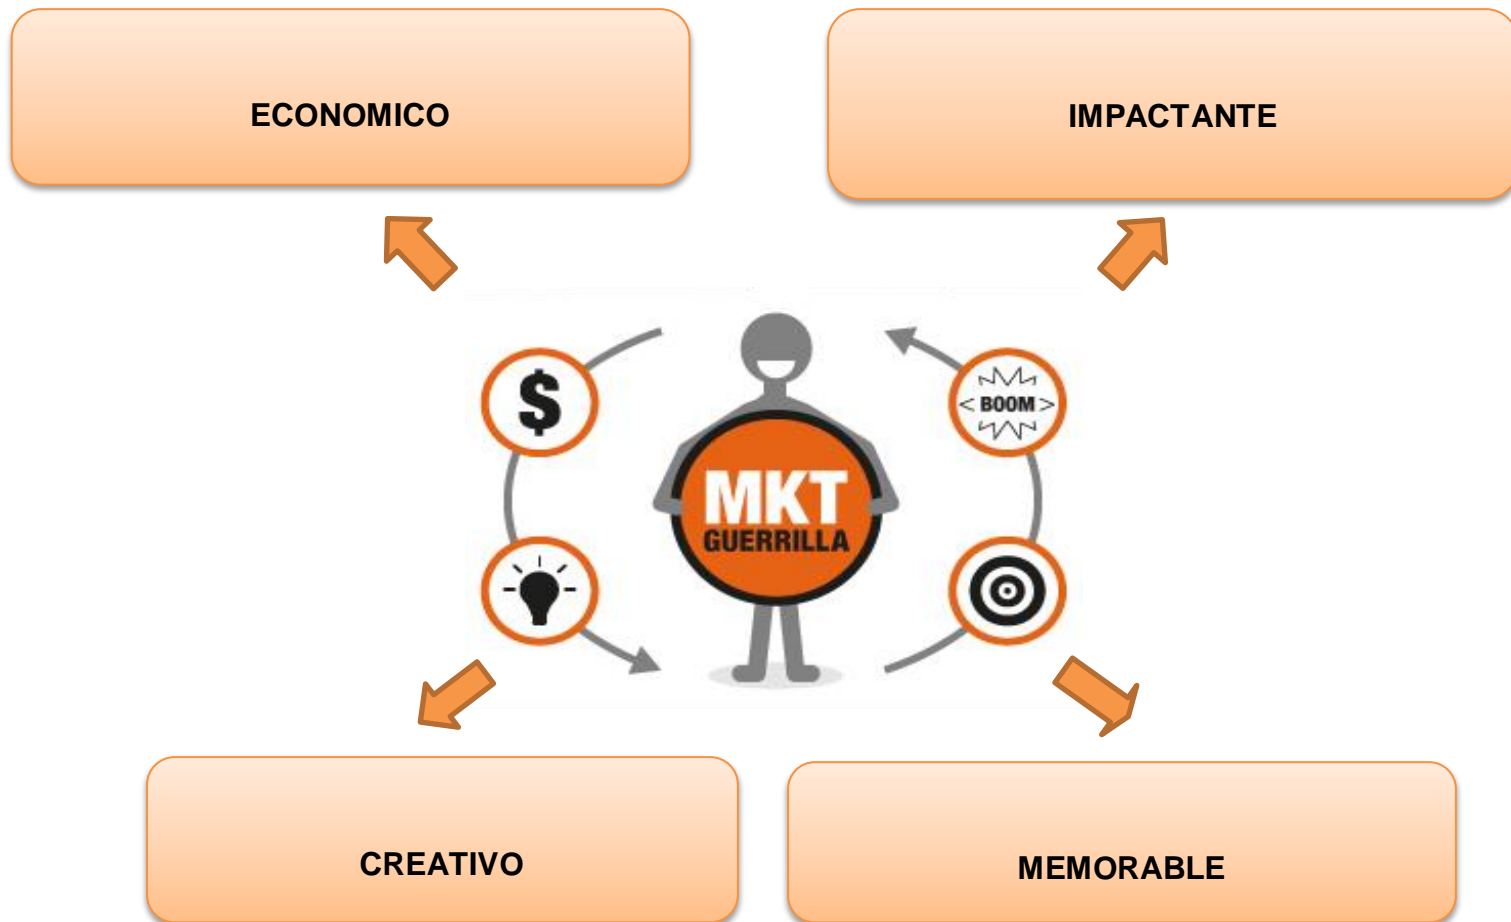 ECONOMICO
IMPACTANTE
$
< BOOM >
MKT
GUERRILLA
CREATIVO
MEMORABLE